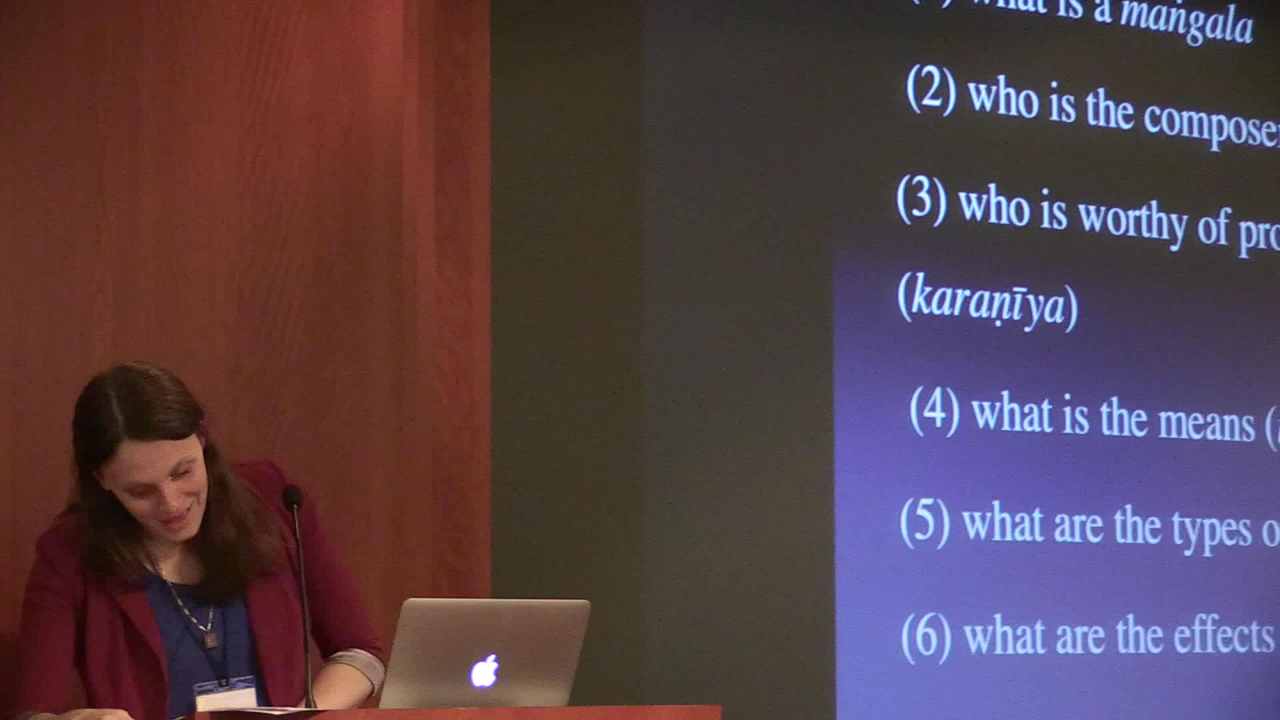 what is a maṅgala
(2) who is the compose
(3) who is worthy of pro
(karaṇīya)
(4) what is the means (
(5) what are the types o
(6) what are the effects